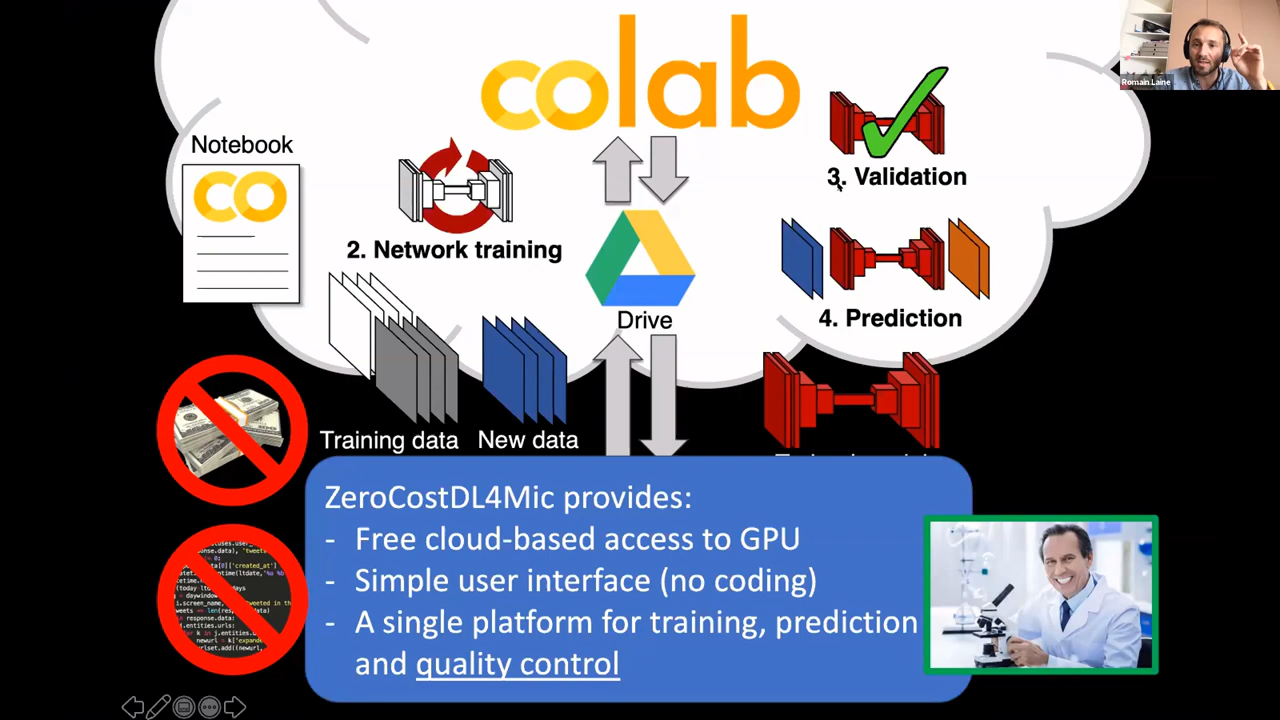 colab
Romain Laine
Notebook
CO
3. Validation
2. Network training
Drive
4. Prediction
Training data
New data
ZeroCostDL4Mic provides:
- Free cloud-based access to GPU
- Simple user interface (no coding)
- A single platform for training, prediction
and quality control